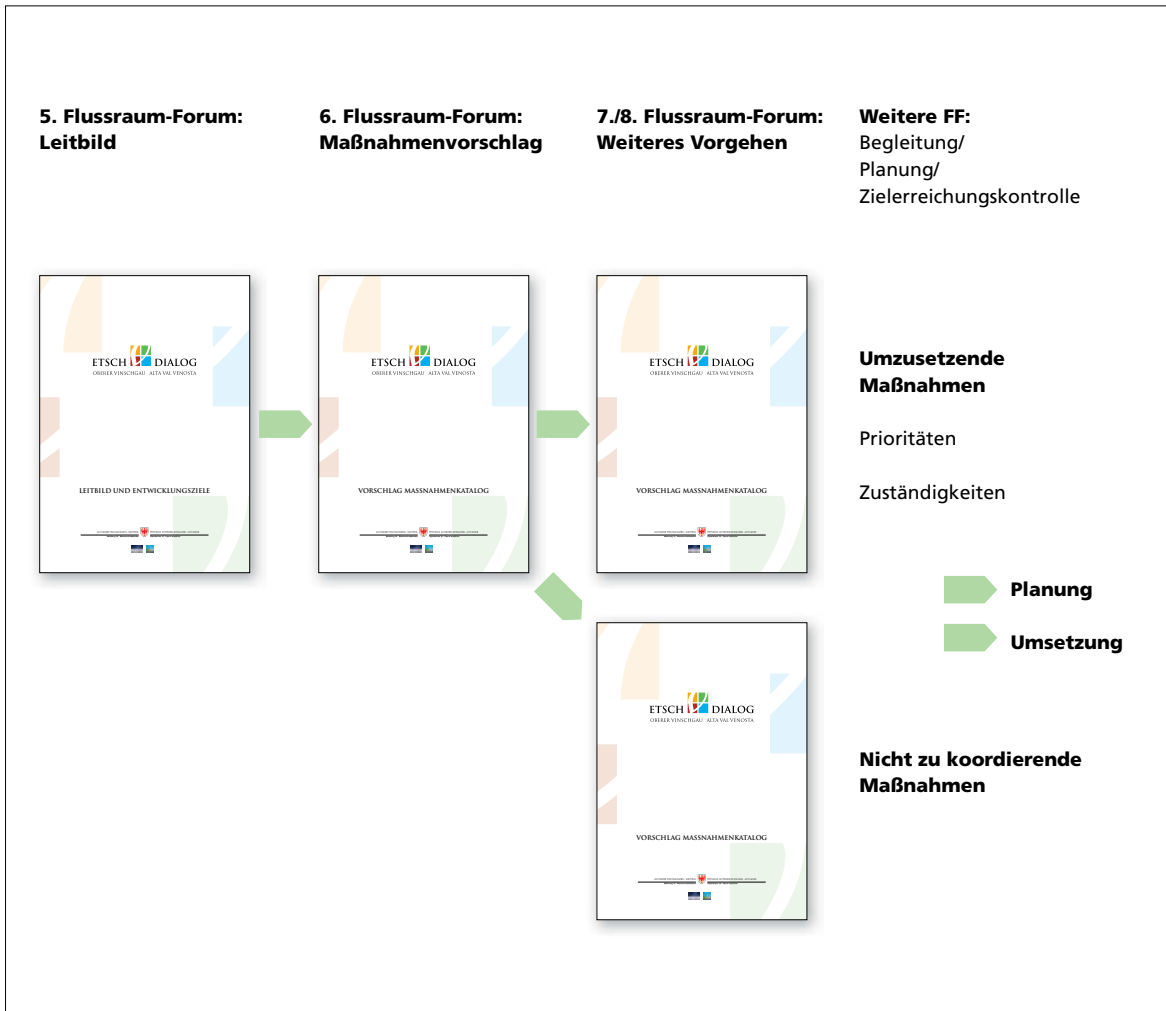 5. Flussraum-Forum:
Leitbild
6. Flussraum-Forum:
Maßnahmenvorschlag
7./8. Flussraum-Forum:
Weiteres Vorgehen
Weitere FF:
Begleitung/
Planung/
Zielerreichungskontrolle
ETSCH DIALOG
OBERER VINSCHGAU ALTA VAL VENOSTA
LEITBILD UND ENTWICKLUNGSZIELE
ETSCH DIALOG
OBERER VINSCHGAU ALTA VAL VENOSTA
VORSCHLAG MASSNAHMENKATALOG
ETSCH DIALOG
OBERER VINSCHGAU ALTA VAL VENOSTA
VORSCHLAG MASSNAHMENKATALOG
Umzusetzende
Maßnahmen
Prioritäten
Zuständigkeiten
Planung
Umsetzung
ETSCH DIALOG
OBERER VINSCHGAU ALTA VAL VENOSTA
VORSCHLAG MASSNAHMENKATALOG
Nicht zu koordierende
Maßnahmen